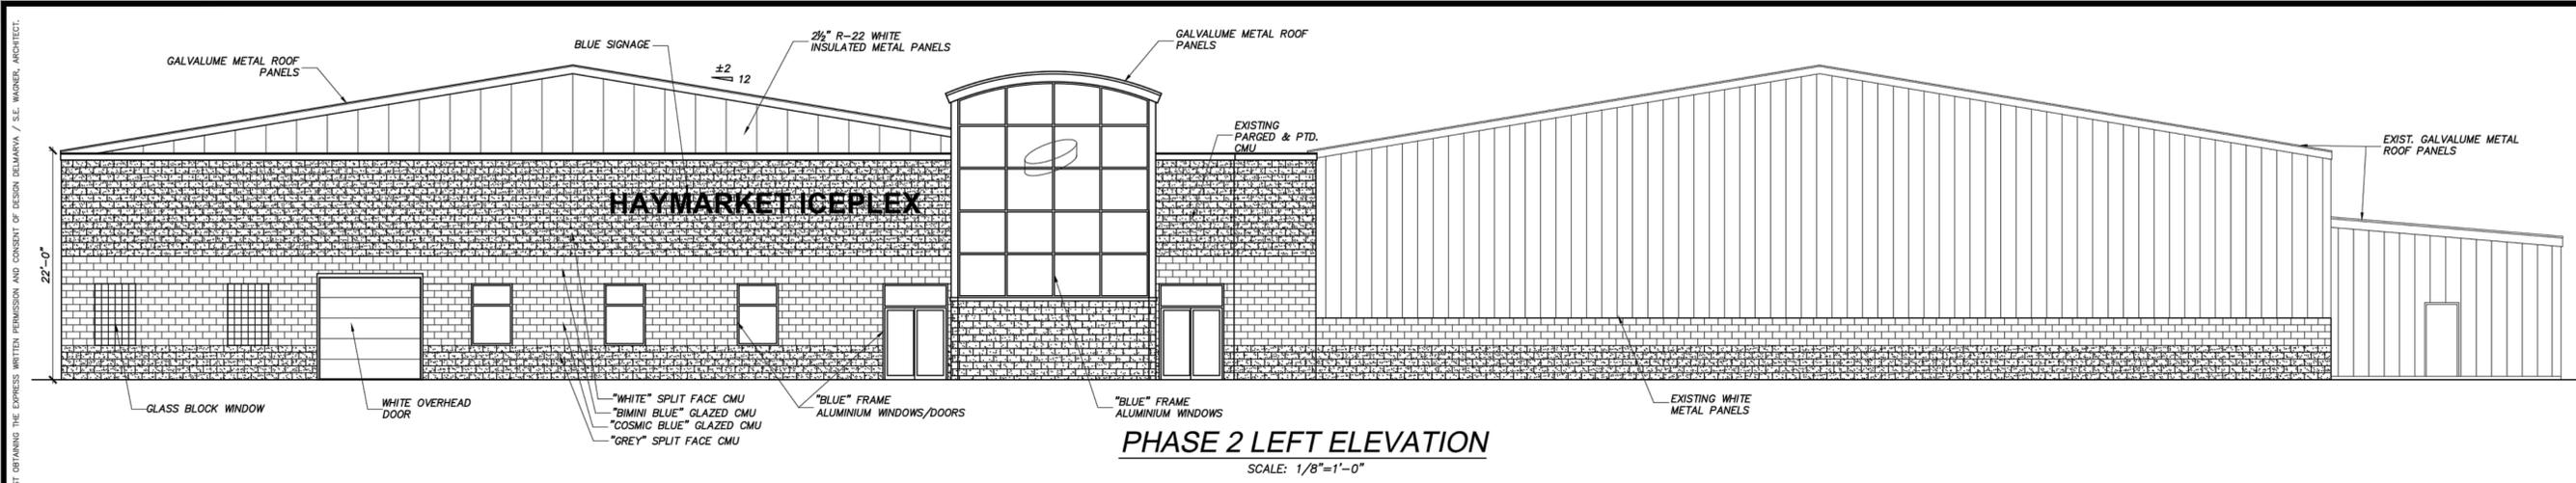 ST OBTAINING THE EXPRESS WRITTEN PERMISSION AND CONSENT OF DESIGN DELMARVA / S.E. WAGNER, ARCHITECT.
GALVALUME METAL ROOF
PANELS
BLUE SIGNAGE
±2
12
2½" R-22 WHITE
INSULATED METAL PANELS
GALVALUME METAL ROOF
PANELS
EXISTING
PARGED & PTD.
CMU
EXIST. GALVALUME METAL
ROOF PANELS
HAYMARKET ICEPLEX
22'-0"
GLASS BLOCK WINDOW
WHITE OVERHEAD
DOOR
"WHITE" SPLIT FACE CMU
"BIMINI BLUE" GLAZED CMU
"COSMIC BLUE" GLAZED CMU
"GREY" SPLIT FACE CMU
"BLUE" FRAME
ALUMINIUM WINDOWS/DOORS
"BLUE" FRAME
ALUMINIUM WINDOWS
EXISTING WHITE
METAL PANELS
PHASE 2 LEFT ELEVATION
SCALE: 1/8"=1'-0"